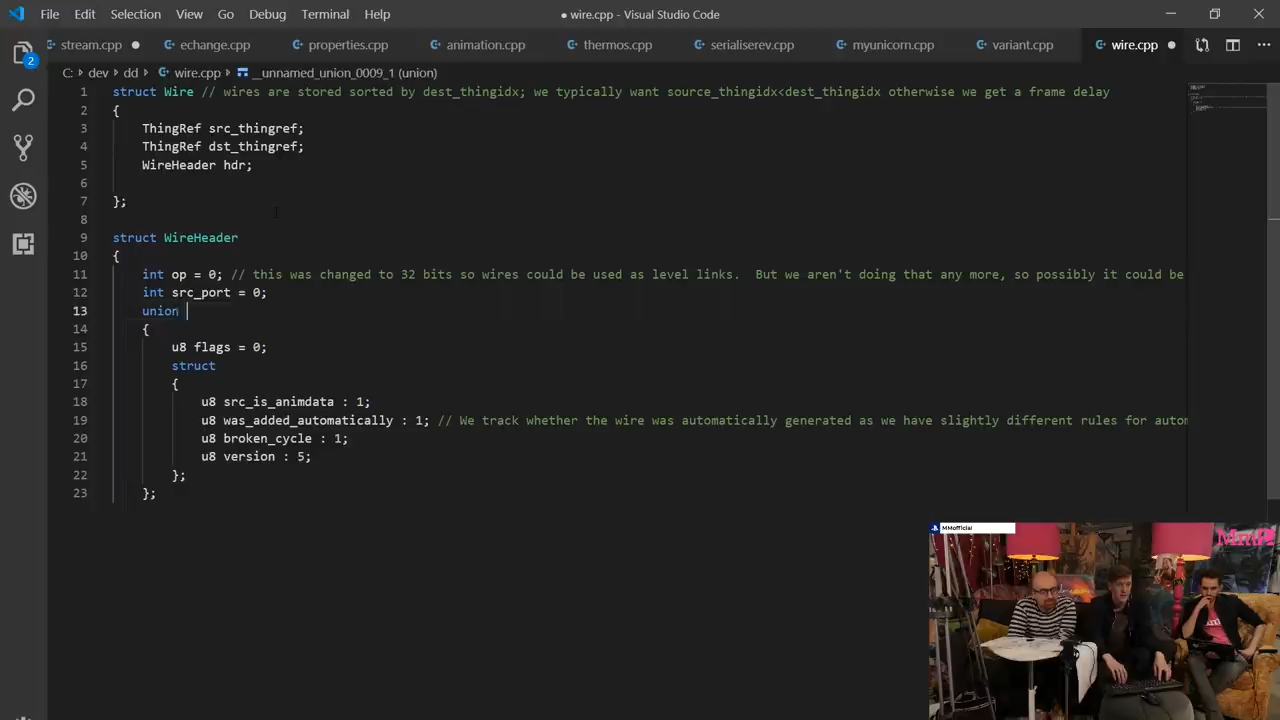 File Edit Selection View Go Debug Terminal Help
● wire.cpp - Visual Studio Code
2
stream.cpp echange.cpp properties.cpp animation.cpp thermos.cpp serialiserev.cpp myunicorn.cpp variant.cpp wire.cpp
C: > dev > dd > wire.cpp > __unnamed_union_0009_1 (union)
1 struct Wire // wires are stored sorted by dest_thingidx; we typically want source_thingidx<dest_thingidx otherwise we get a frame delay
2 {
3 ThingRef src_thingref;
4 ThingRef dst_thingref;
5 WireHeader hdr;
6
7 };
8
9 struct WireHeader
10 {
11 int op = 0; // this was changed to 32 bits so wires could be used as level links. But we aren't doing that any more, so possibly it could be
12 int src_port = 0;
13 union
14 {
15 u8 flags = 0;
16 struct
17 {
18 u8 src_is_animdata : 1;
19 u8 was_added_automatically : 1; // We track whether the wire was automatically generated as we have slightly different rules for autom
20 u8 broken_cycle : 1;
21 u8 version : 5;
22 };
23 };
MMofficial